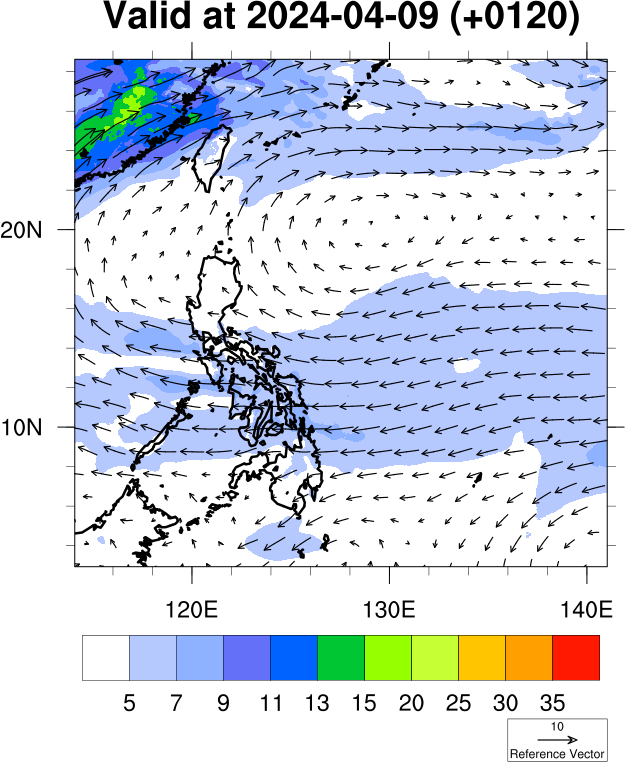 Valid at 2024-04-09 (+0120)
20N
10N
120E 130E 140E
5 7 9 11 13 15 20 25 30 35
10
Reference Vector